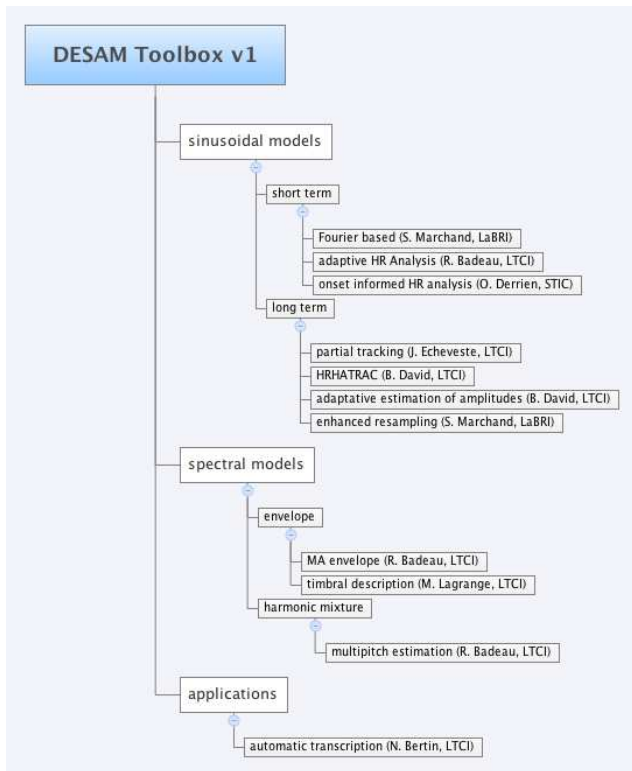 DESAM Toolbox v1
sinusoidal models
short term
Fourier based (S. Marchand, LaBRI)
adaptive HR Analysis (R. Badeau, LTCI)
onset informed HR analysis (O. Derrien, STIC)
long term
partial tracking (J. Echeveste, LTCI)
HRHATRAC (B. David, LTCI)
adaptative estimation of amplitudes (B. David, LTCI)
enhanced resampling (S. Marchand, LaBRI)
spectral models
envelope
MA envelope (R. Badeau, LTCI)
timbral description (M. Lagrange, LTCI)
harmonic mixture
multipitch estimation (R. Badeau, LTCI)
applications
automatic transcription (N. Bertin, LTCI)